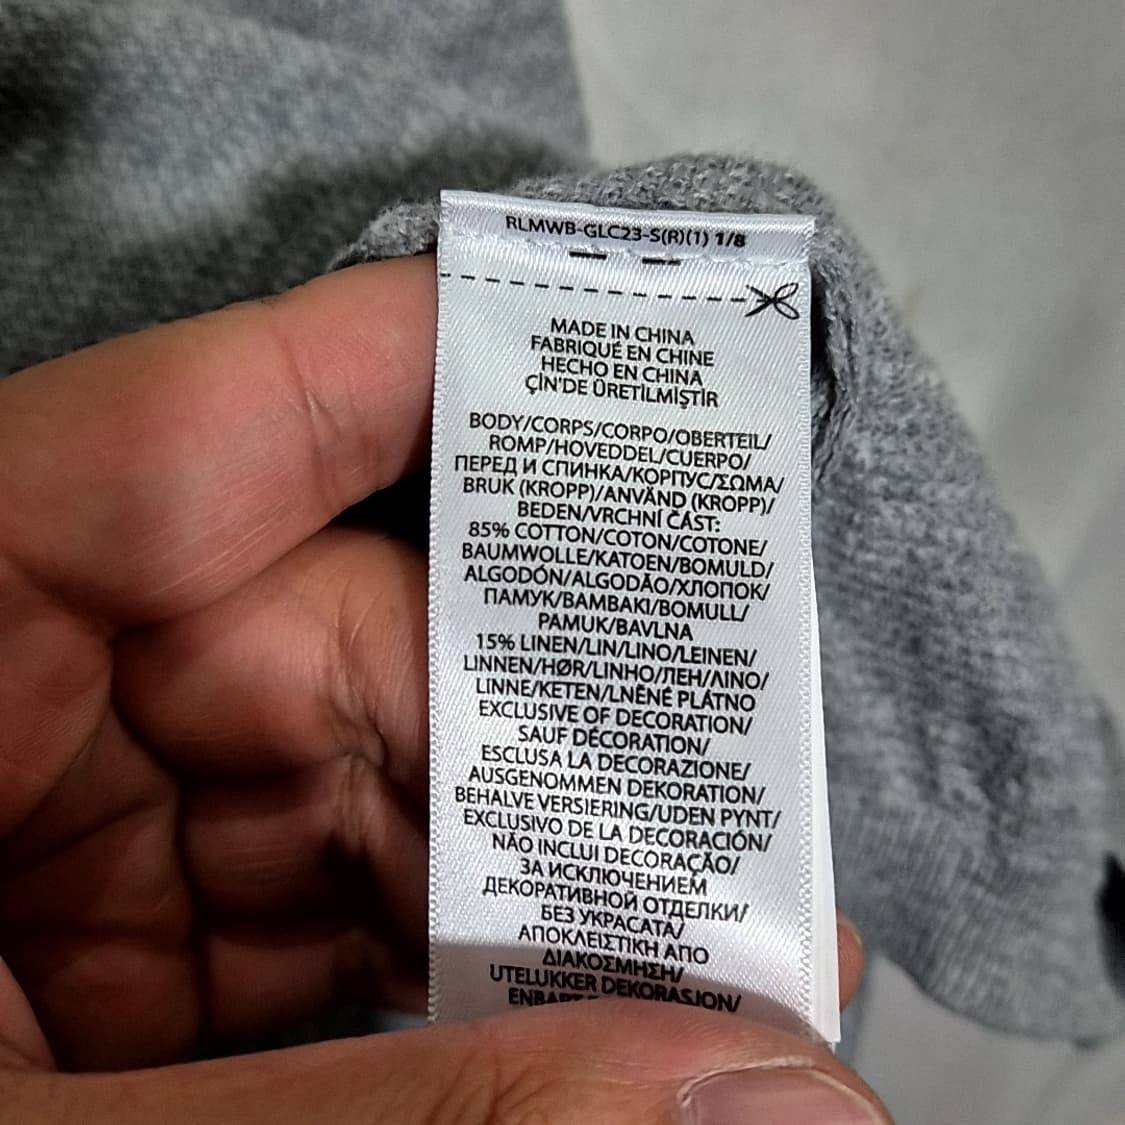 RLMWB-GLC23-S(R)(1) 1/8
MADE IN CHINA
FABRIQUÉ EN CHINE
HECHO EN CHINA
ÇİN'DE ÜRETİLMİŞTİR
BODY/CORPS/CORPO/OBERTEIL/
ROMP/HOVEDDEL/CUERPO/
ПЕРЕД И СПИНКА/КОРПУС/ΣΩΜΑ/
BRUK (KROPP)/ANVÄND (KROPP)/
BEDEN/VRCHNÍ ČÁST:
85% COTTON/COTON/COTONE/
BAUMWOLLE/KATOEN/BOMULD/
ALGODÓN/ALGODÃO/ХЛОПОК/
ПАМУК/ΒΑΜΒΑΚΙ/BOMULL/
PAMUK/BAVLNA
15% LINEN/LIN/LINO/LEINEN/
LINNEN/HØR/LINHO/ЛЕН/ΛΙΝΟ/
LINNE/KETEN/LNĚNÉ PLÁTNO
EXCLUSIVE OF DECORATION/
SAUF DÉCORATION/
ESCLUSA LA DECORAZIONE/
AUSGENOMMEN DEKORATION/
BEHALVE VERSIERING/UDEN PYNT/
EXCLUSIVO DE LA DECORACIÓN/
NÃO INCLUI DECORAÇÃO/
ЗА ИСКЛЮЧЕНИЕМ
ДЕКОРАТИВНОЙ ОТДЕЛКИ/
БЕЗ УКРАСАТА/
ΑΠΟΚΛΕΙΣΤΙΚΗ ΑΠΟ
ΔΙΑΚΟΣΜΗΣΗ/
UTELUKKER DEKORASJON/